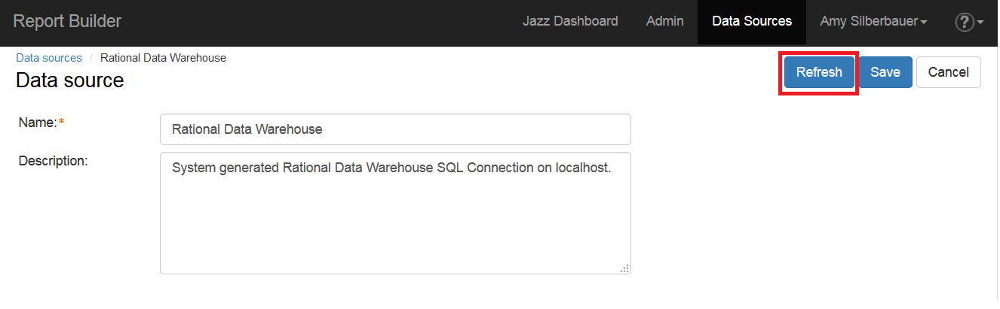 Report Builder
Jazz Dashboard Admin Data Sources Amy Silberbauer ?
Data sources / Rational Data Warehouse
Data source
Refresh Save Cancel
Name:* Rational Data Warehouse
Description: System generated Rational Data Warehouse SQL Connection on localhost.